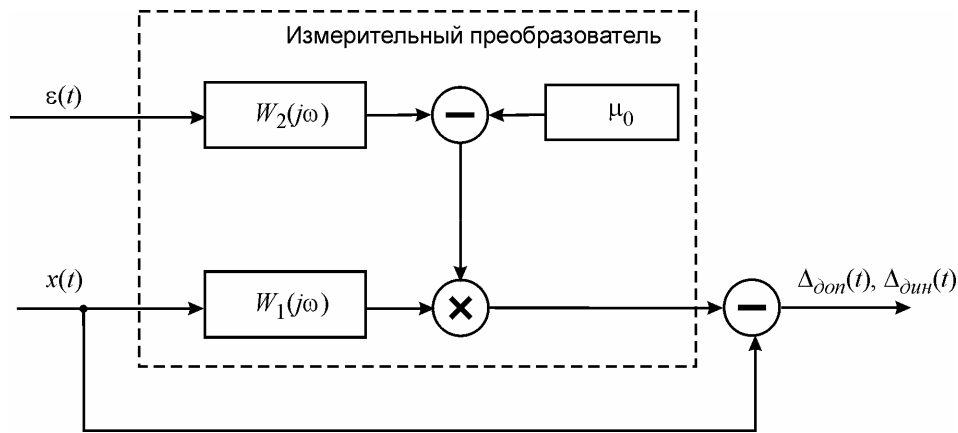 Измерительный преобразователь
ε(t)
W₂(jω)
−
μ₀
x(t)
W₁(jω)
×
−
Δдоп(t), Δдин(t)